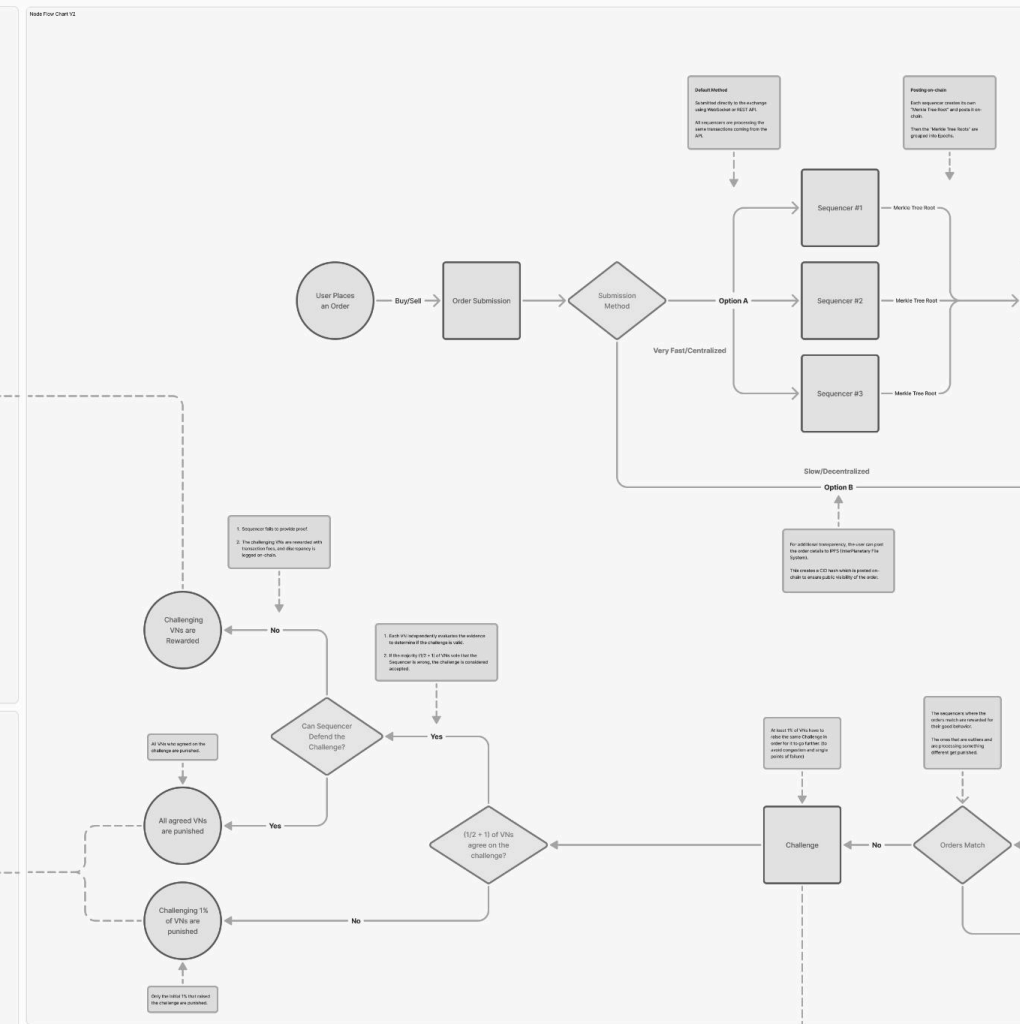 Node Flow Chart V2
Default Method
Submitted directly to the exchange
using WebSocket or REST API.
All sequencers are processing the
same transactions coming from the
API.
Posting on-chain
Each sequencer creates its own
"Merkle Tree Root" and posts it on-
chain.
Then the "Merkle Tree Roots" are
grouped into Epochs.
User Places
an Order
Buy/Sell
Order Submission
Submission
Method
Option A
Very Fast/Centralized
Sequencer #1
Merkle Tree Root
Sequencer #2
Merkle Tree Root
Sequencer #3
Merkle Tree Root
Slow/Decentralized
Option B
For additional transparency, the user can post
the order details to IPFS (InterPlanetary File
System).
This creates a CID hash which is posted on-
chain to ensure public visibility of the order.
1. Sequencer fails to provide proof.
2. The challenging VNs are rewarded with
transaction fees, and discrepancy is
logged on-chain.
Challenging
VNs are
Rewarded
No
1. Each VN independently evaluates the evidence
to determine if the challenge is valid.
2. If the majority (1/2 + 1) of VNs vote that the
Sequencer is wrong, the challenge is considered
accepted.
Can Sequencer
Defend the
Challenge?
Yes
All VNs who agreed on the
challenge are punished.
All agreed VNs
are punished
Yes
(1/2 + 1) of VNs
agree on the
challenge?
Challenging 1%
of VNs are
punished
No
Only the initial 1% that raised
the challenge are punished.
At least 1% of VNs have to
raise the same Challenge in
order for it to go further (to
avoid congestion and single
points of failure)
Challenge
No
The sequencers where the
orders match are rewarded for
their good behavior.
The ones that are outliers and
are processing something
different get punished.
Orders Match